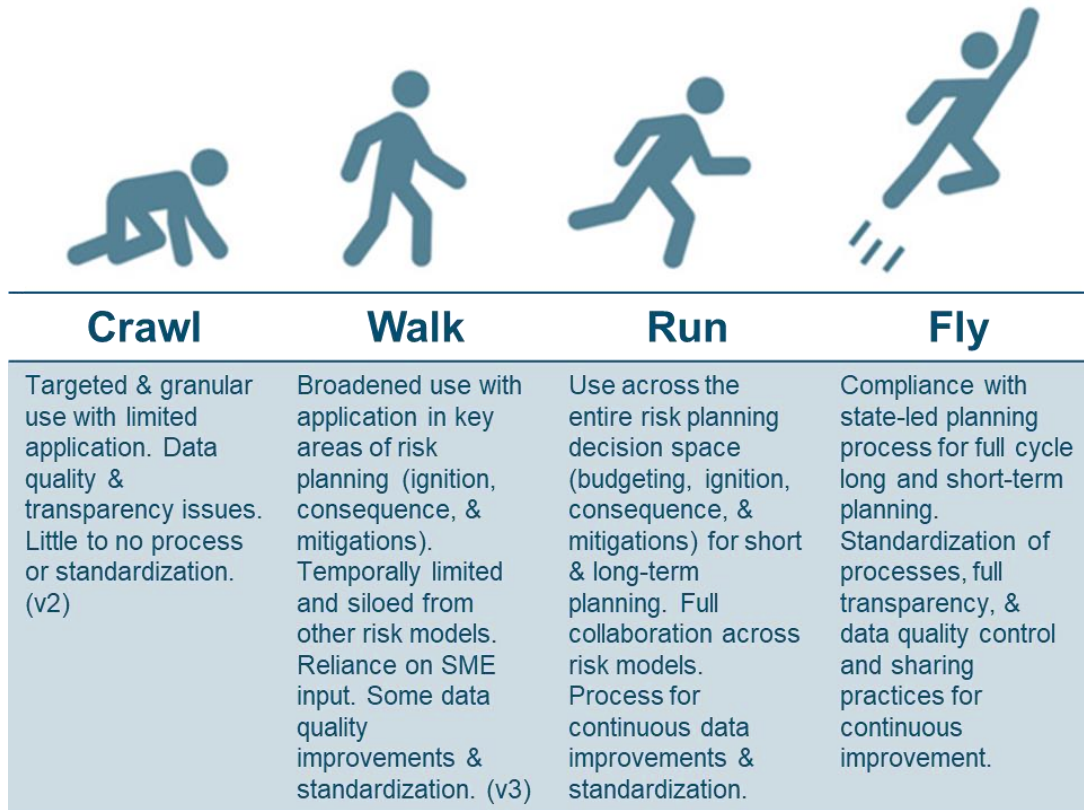 Crawl
Walk
Run
Fly
Targeted & granular
use with limited
application. Data
quality &
transparency issues.
Little to no process
or standardization.
(v2)
Broadened use with
application in key
areas of risk
planning (ignition,
consequence, &
mitigations).
Temporally limited
and siloed from
other risk models.
Reliance on SME
input. Some data
quality
improvements &
standardization. (v3)
Use across the
entire risk planning
decision space
(budgeting, ignition,
consequence, &
mitigations) for short
& long-term
planning. Full
collaboration across
risk models.
Process for
continuous data
improvements &
standardization.
Compliance with
state-led planning
process for full cycle
long and short-term
planning.
Standardization of
processes, full
transparency, &
data quality control
and sharing
practices for
continuous
improvement.